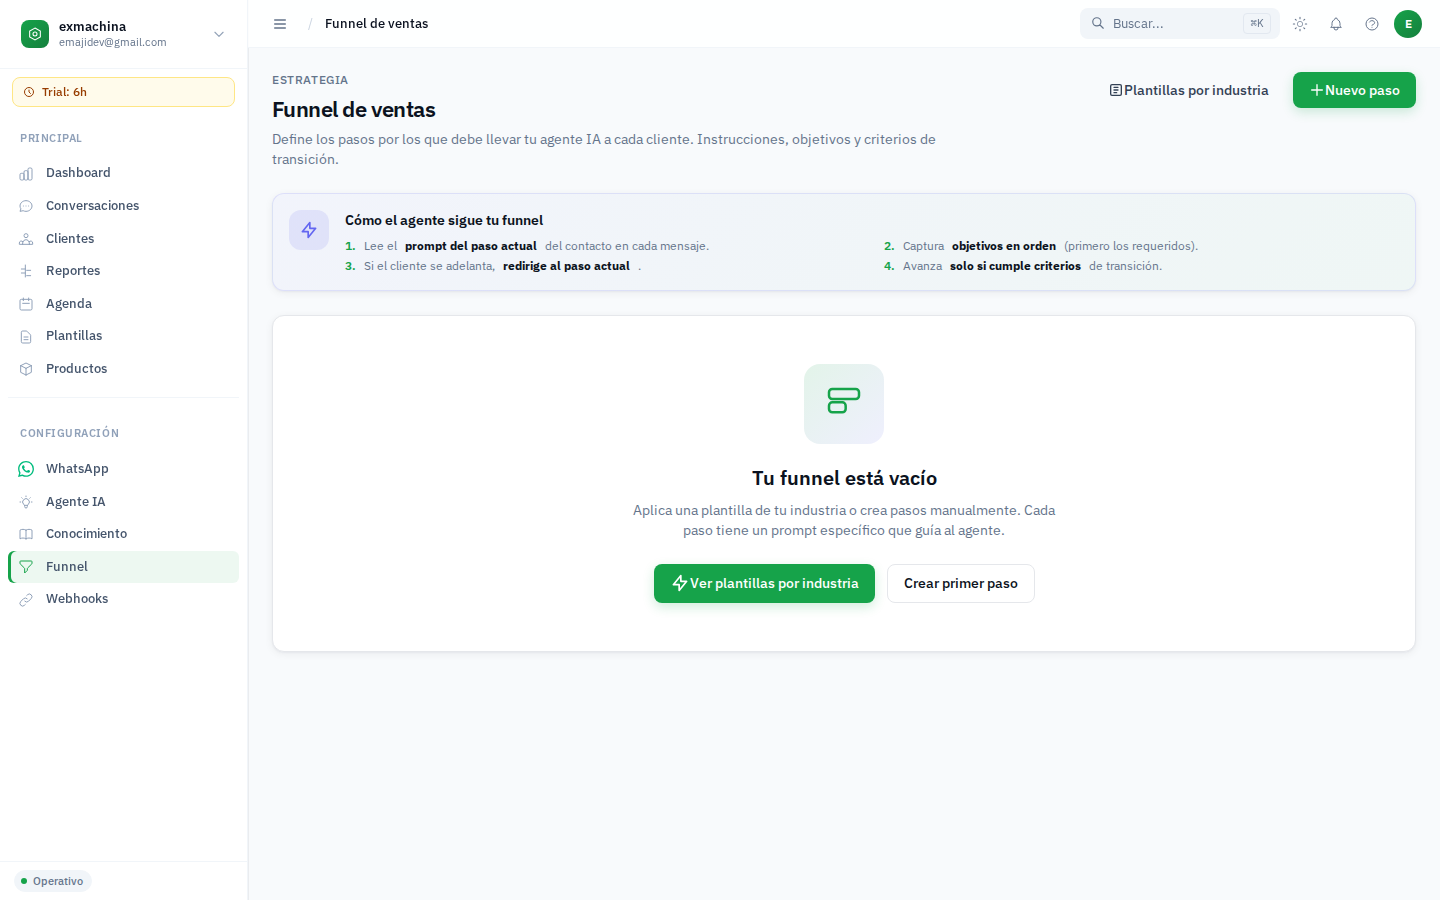 exmachina
emajidev@gmail.com
Trial: 6h
PRINCIPAL
Dashboard
Conversaciones
Clientes
Reportes
Agenda
Plantillas
Productos
CONFIGURACIÓN
WhatsApp
Agente IA
Conocimiento
Funnel
Webhooks
Operativo
/ Funnel de ventas
Buscar... ⌘K
E
ESTRATEGIA
Funnel de ventas
Define los pasos por los que debe llevar tu agente IA a cada cliente. Instrucciones, objetivos y criterios de
transición.
Plantillas por industria
Nuevo paso
Cómo el agente sigue tu funnel
1. Lee el prompt del paso actual del contacto en cada mensaje.
2. Captura objetivos en orden (primero los requeridos).
3. Si el cliente se adelanta, redirige al paso actual .
4. Avanza solo si cumple criterios de transición.
Tu funnel está vacío
Aplica una plantilla de tu industria o crea pasos manualmente. Cada
paso tiene un prompt específico que guía al agente.
Ver plantillas por industria
Crear primer paso